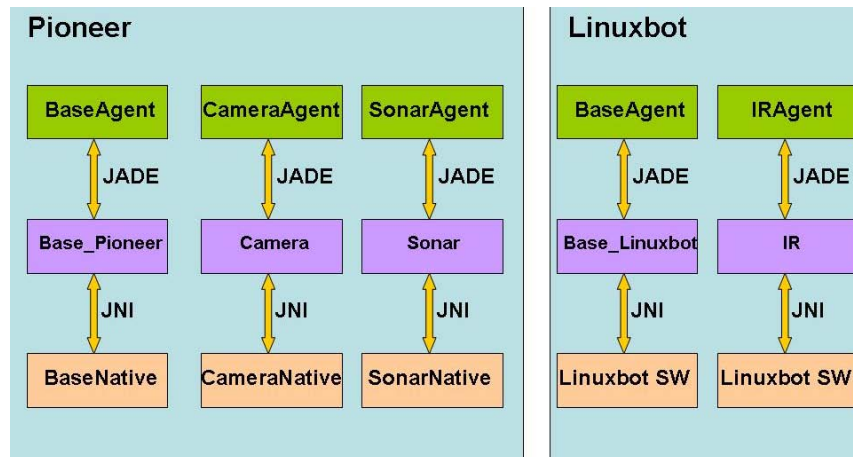 Pioneer
BaseAgent CameraAgent SonarAgent
JADE JADE JADE
Base_Pioneer Camera Sonar
JNI JNI JNI
BaseNative CameraNative SonarNative
Linuxbot
BaseAgent IRAgent
JADE JADE
Base_Linuxbot IR
JNI JNI
Linuxbot SW Linuxbot SW